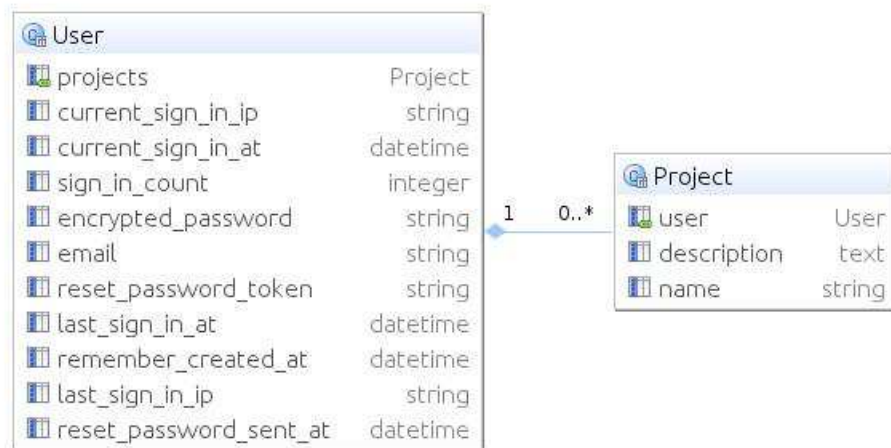 User
projects Project
current_sign_in_ip string
current_sign_in_at datetime
sign_in_count integer
encrypted_password string
email string
reset_password_token string
last_sign_in_at datetime
remember_created_at datetime
last_sign_in_ip string
reset_password_sent_at datetime
1 0..*
Project
user User
description text
name string